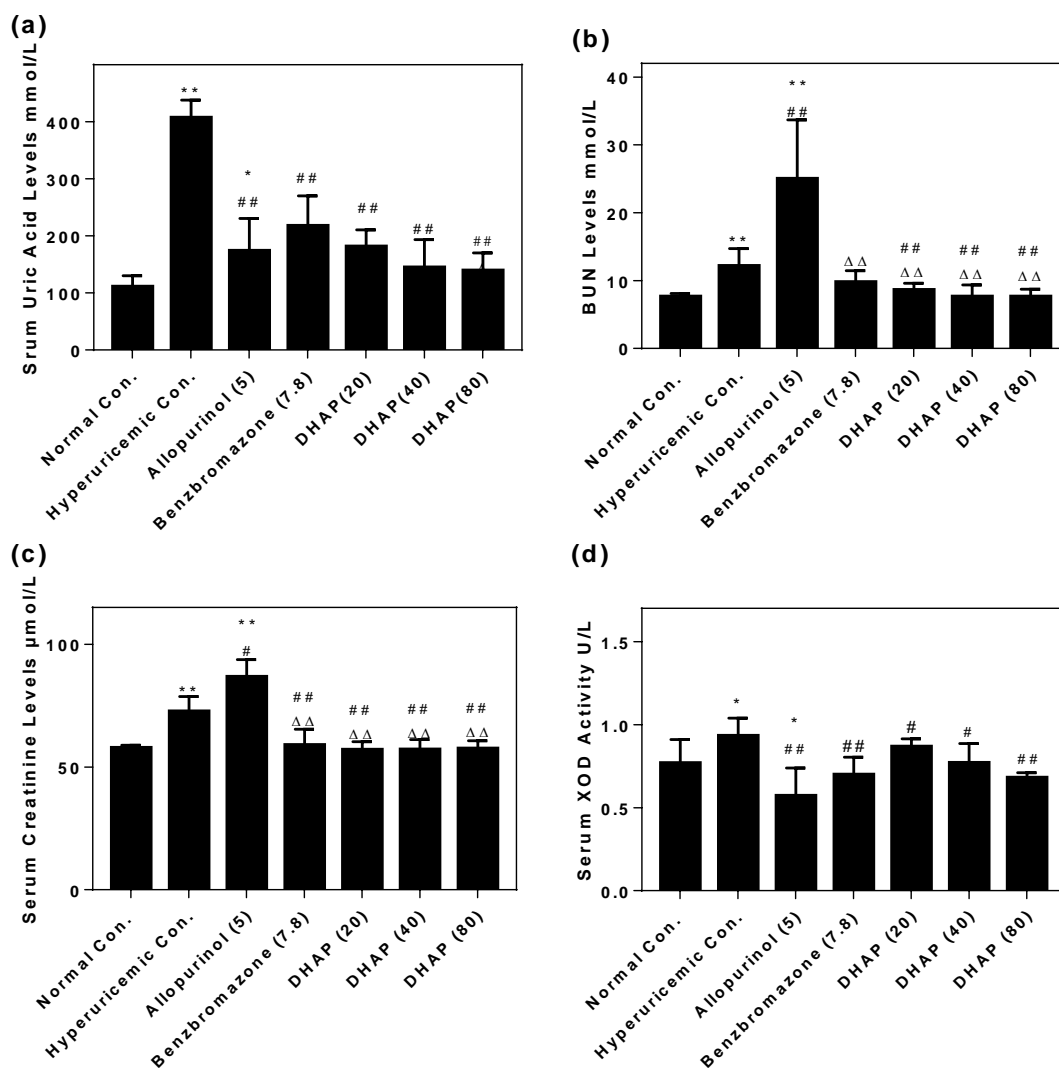 (a)
Srum Uric Acid Levels mmol/L
400
300
200
100
0
**
*
##
##
##
##
##
Normal Con.
Hyperuricemic Con.
Allopurinol (5)
Benzbromazone (7.8)
DHAP (20)
DHAP (40)
DHAP (80)
(b)
BUN Levels mmol/L
40
30
20
10
0
**
**
##
ΔΔ
##
ΔΔ
##
ΔΔ
##
ΔΔ
Normal Con.
Hyperuricemic Con.
Allopurinol (5)
Benzbromazone (7.8)
DHAP (20)
DHAP (40)
DHAP (80)
(c)
Serum Creatinine Levels µmol/L
100
50
0
**
**
#
##
ΔΔ
##
ΔΔ
##
ΔΔ
##
ΔΔ
Normal Con.
Hyperuricemic Con.
Allopurinol (5)
Benzbromazone (7.8)
DHAP (20)
DHAP (40)
DHAP (80)
(d)
Serum XOD Activity U/L
1.5
1.0
0.5
0.0
*
*
##
##
#
#
##
Normal Con.
Hyperuricemic Con.
Allopurinol (5)
Benzbromazone (7.8)
DHAP (20)
DHAP (40)
DHAP (80)